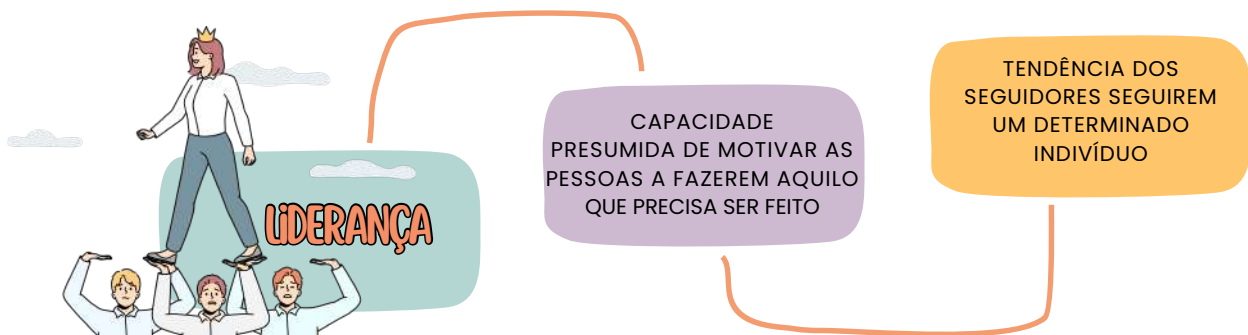 LIDERANÇA
CAPACIDADE
PRESUMIDA DE MOTIVAR AS
PESSOAS A FAZEREM AQUILO
QUE PRECISA SER FEITO
TENDÊNCIA DOS
SEGUIDORES SEGUIREM
UM DETERMINADO
INDIVÍDUO